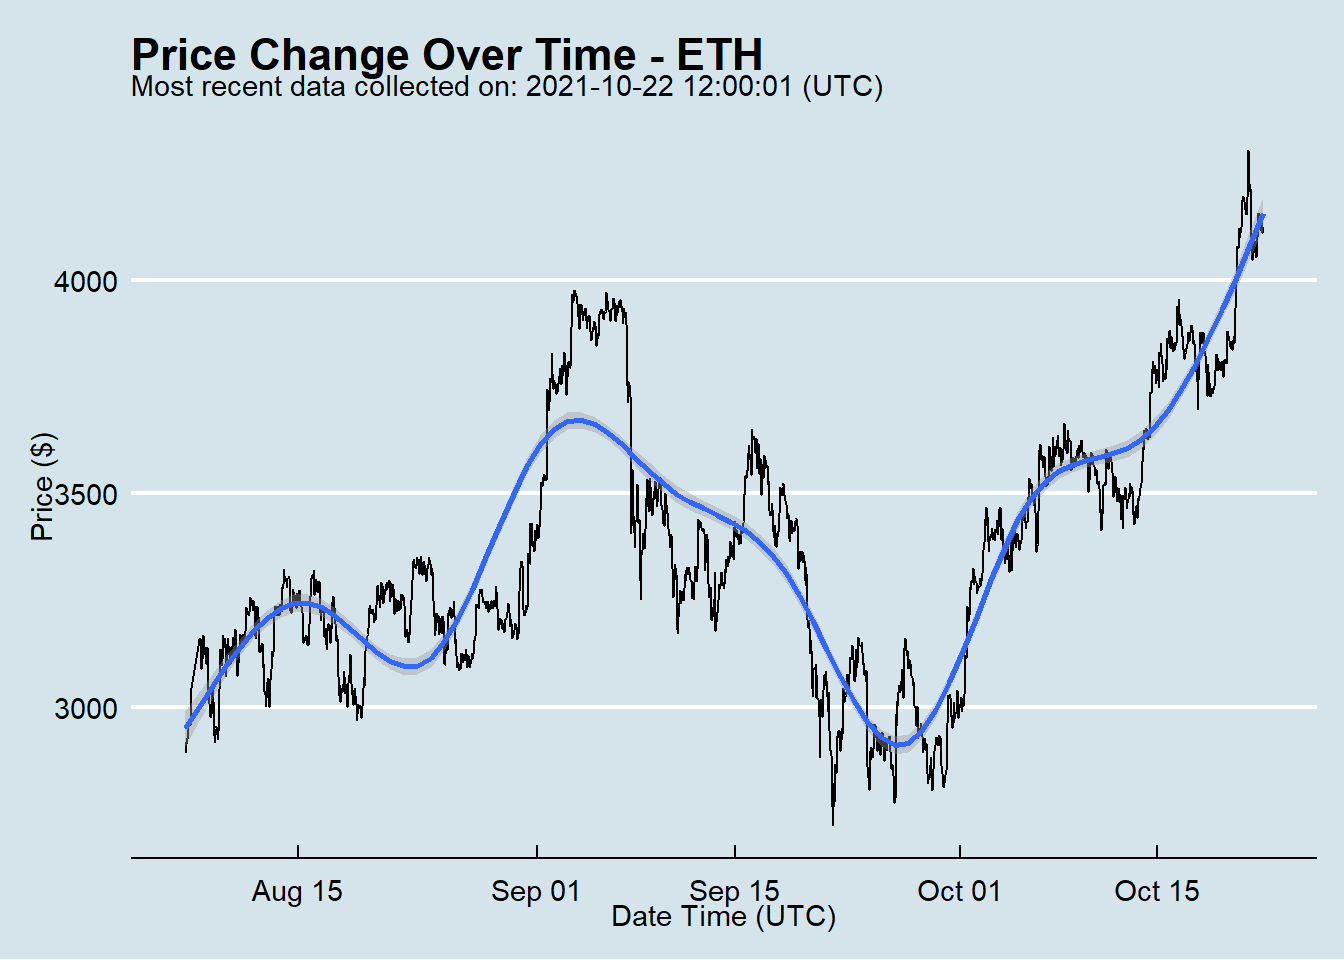 Price Change Over Time - ETH
Most recent data collected on: 2021-10-22 12:00:01 (UTC)
Price ($)
4000
3500
3000
Aug 15 Sep 01 Sep 15 Oct 01 Oct 15
Date Time (UTC)